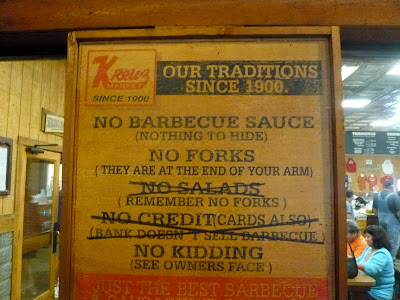 Kreuz
MARKET
SINCE 1900
OUR TRADITIONS
SINCE 1900.
NO BARBECUE SAUCE
(NOTHING TO HIDE)
NO FORKS
( THEY ARE AT THE END OF YOUR ARM)
NO SALADS
( REMEMBER NO FORKS )
NO CREDIT(CARDS ALSO)
(BANK DOESN'T SELL BARBECUE )
NO KIDDING
(SEE OWNERS FACE )
JUST THE BEST BARBECUE